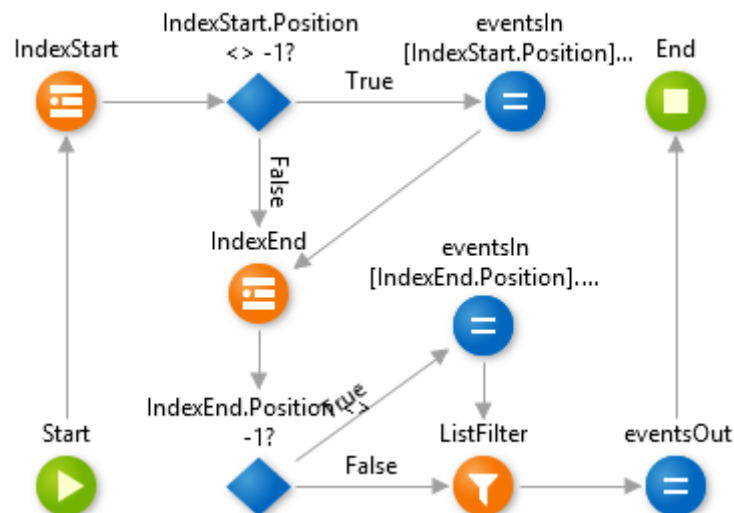 IndexStart
IndexStart.Position
<> -1?
eventsIn
[IndexStart.Position]...
End
True
False
IndexEnd
eventsIn
[IndexEnd.Position]....
True
IndexEnd.Position <>
-1?
Start
False
ListFilter
eventsOut